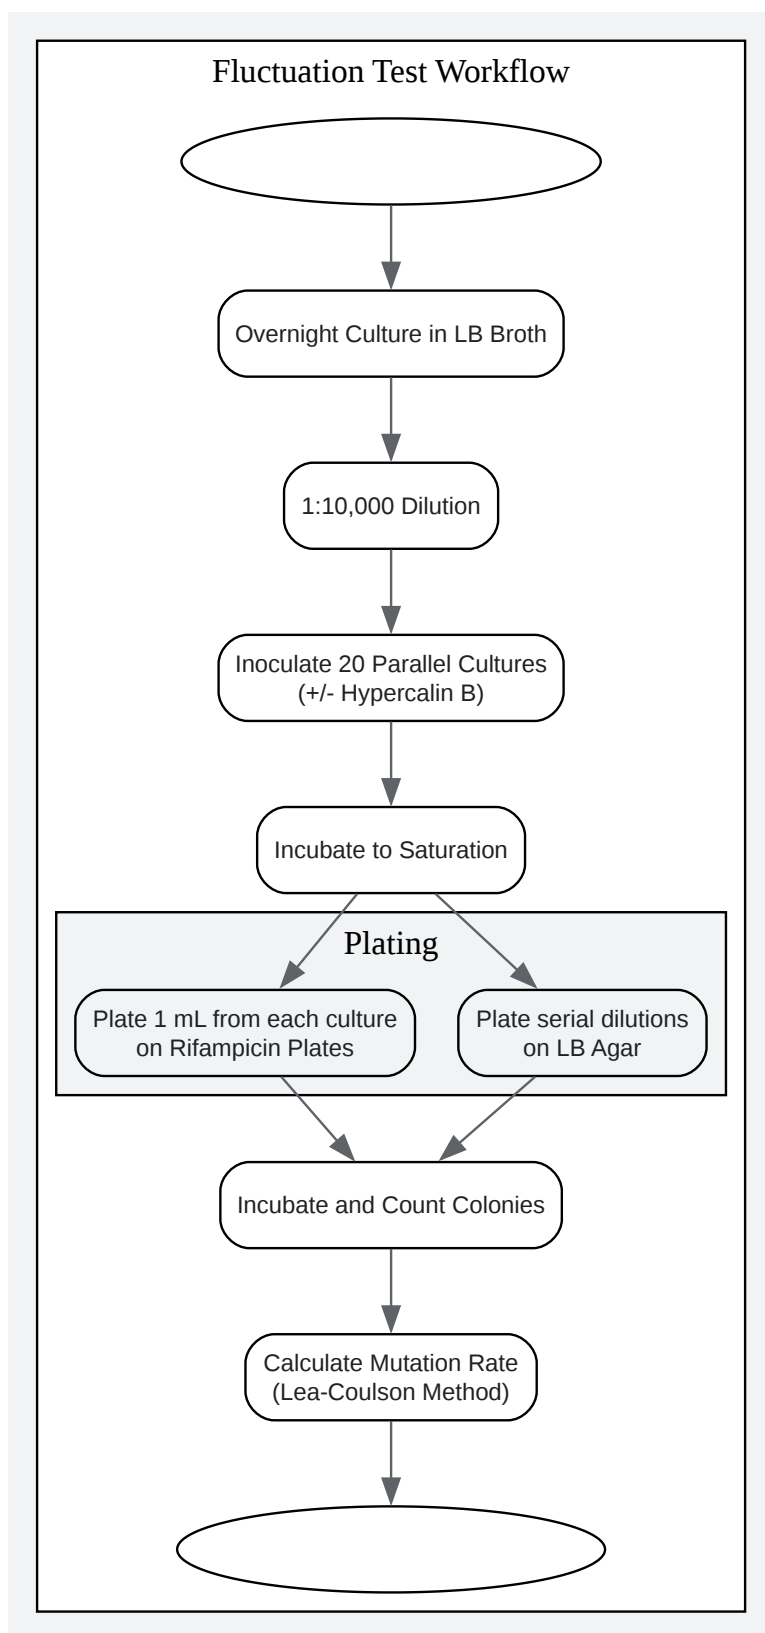 Fluctuation Test Workflow
Overnight Culture in LB Broth
1:10,000 Dilution
Inoculate 20 Parallel Cultures
(+/- Hypercalin B)
Incubate to Saturation
Plating
Plate 1 mL from each culture
on Rifampicin Plates
Plate serial dilutions
on LB Agar
Incubate and Count Colonies
Calculate Mutation Rate
(Lea-Coulson Method)